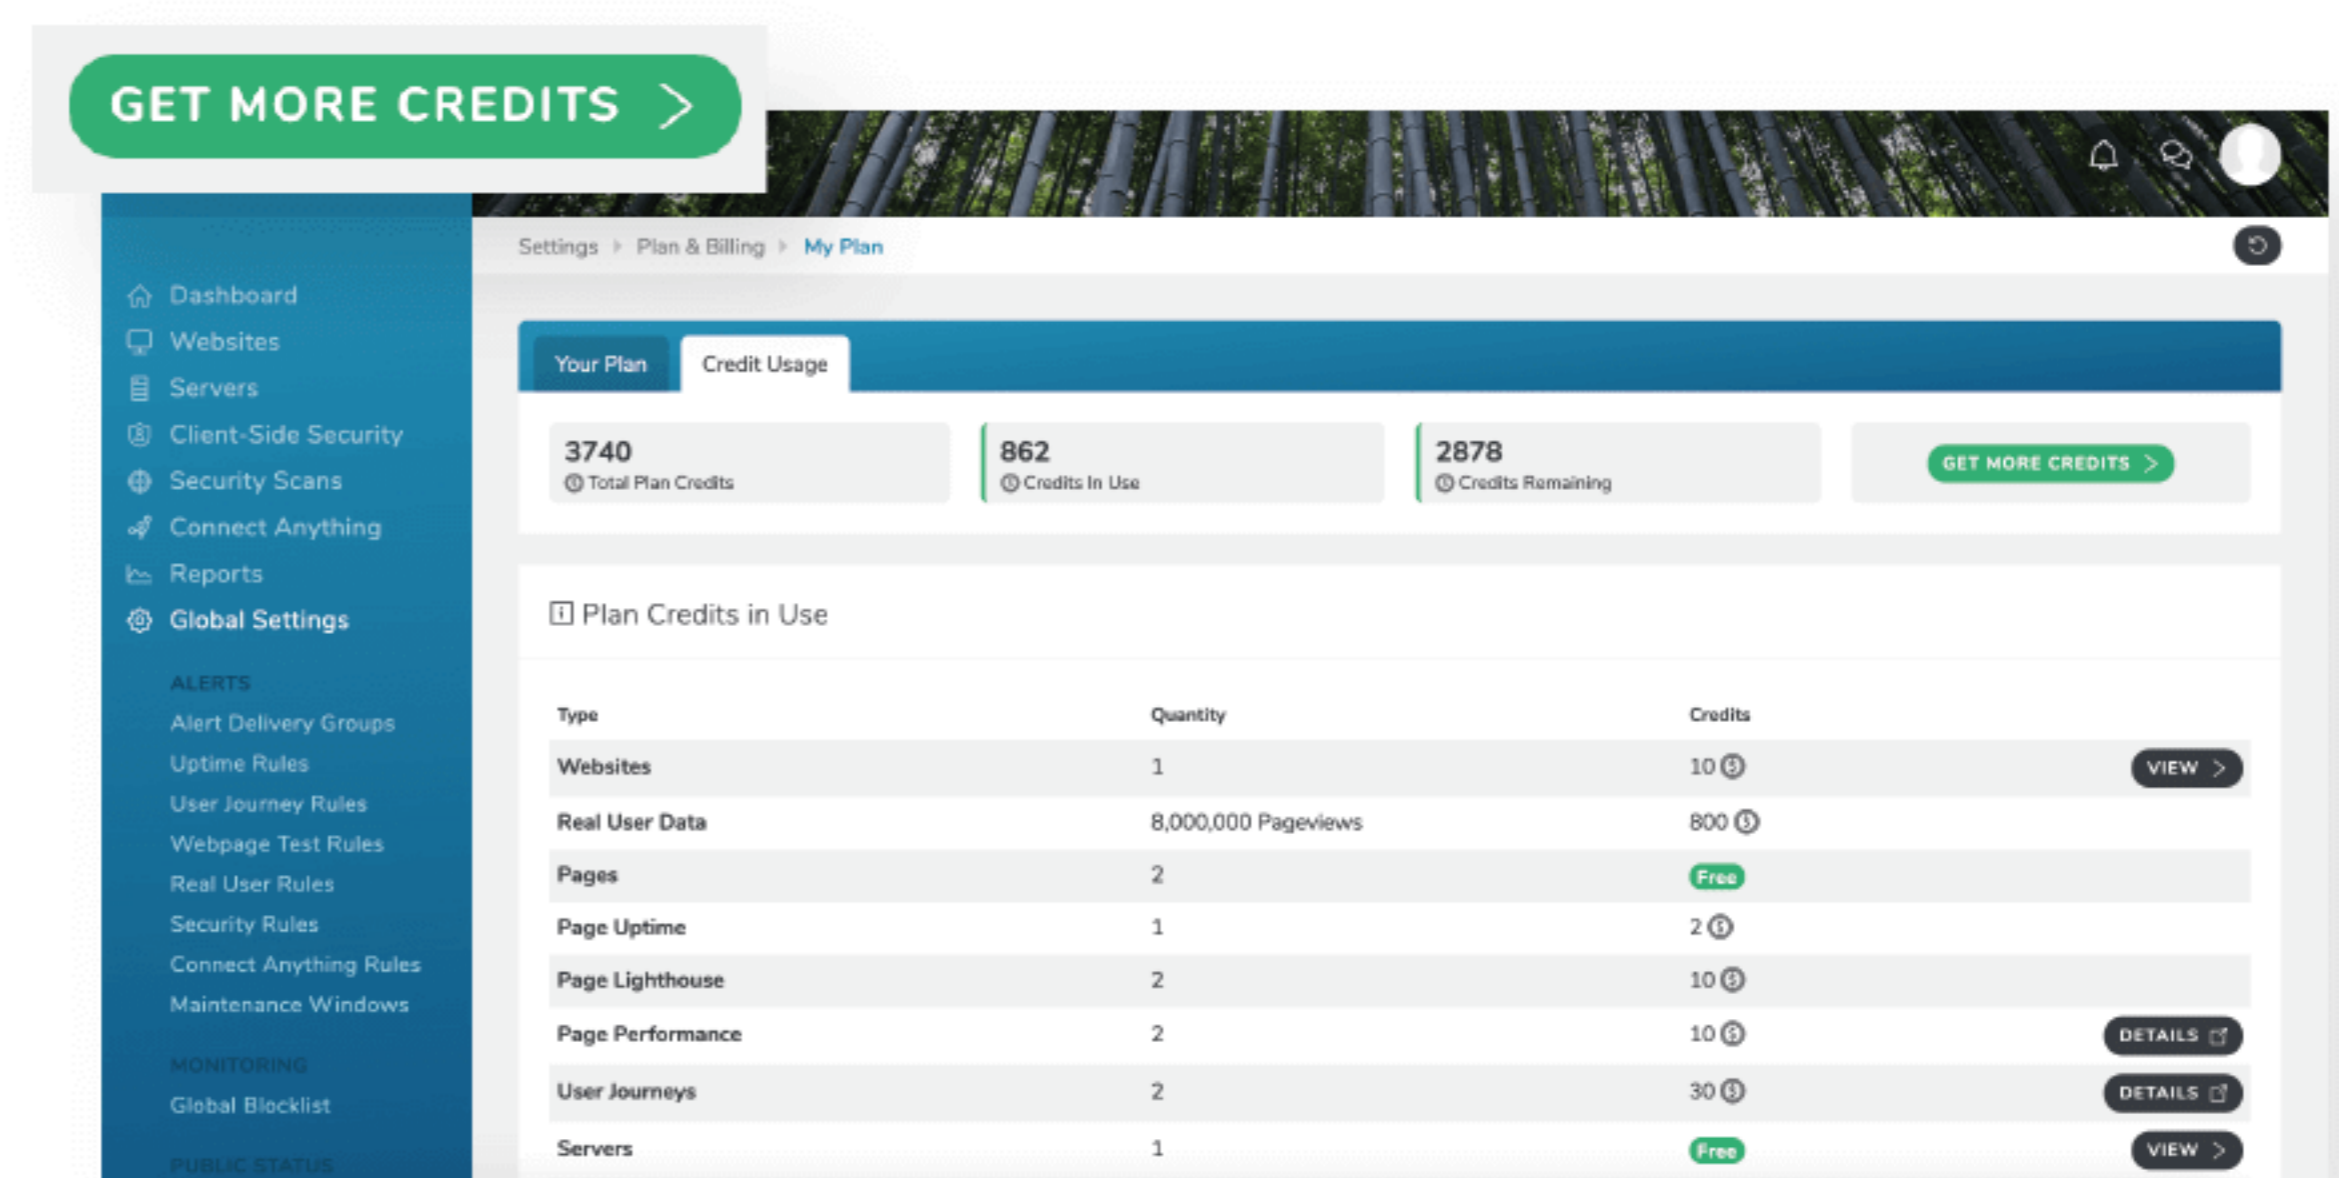 GET MORE CREDITS
Settings Plan & Billing My Plan
Dashboard
Websites
Servers
Client-Side Security
Security Scans
Connect Anything
Reports
Global Settings
ALERTS
Alert Delivery Groups
Uptime Rules
User Journey Rules
Webpage Test Rules
Real User Rules
Security Rules
Connect Anything Rules
Maintenance Windows
MONITORING
Global Blocklist
PUBLIC STATUS
Your Plan Credit Usage
3740
Total Plan Credits
862
Credits In Use
2878
Credits Remaining
GET MORE CREDITS
Plan Credits in Use
Type Quantity Credits
Websites 1 10 VIEW
Real User Data 8,000,000 Pageviews 800
Pages 2 Free
Page Uptime 1 2
Page Lighthouse 2 10
Page Performance 2 10 DETAILS
User Journeys 2 30 DETAILS
Servers 1 Free VIEW